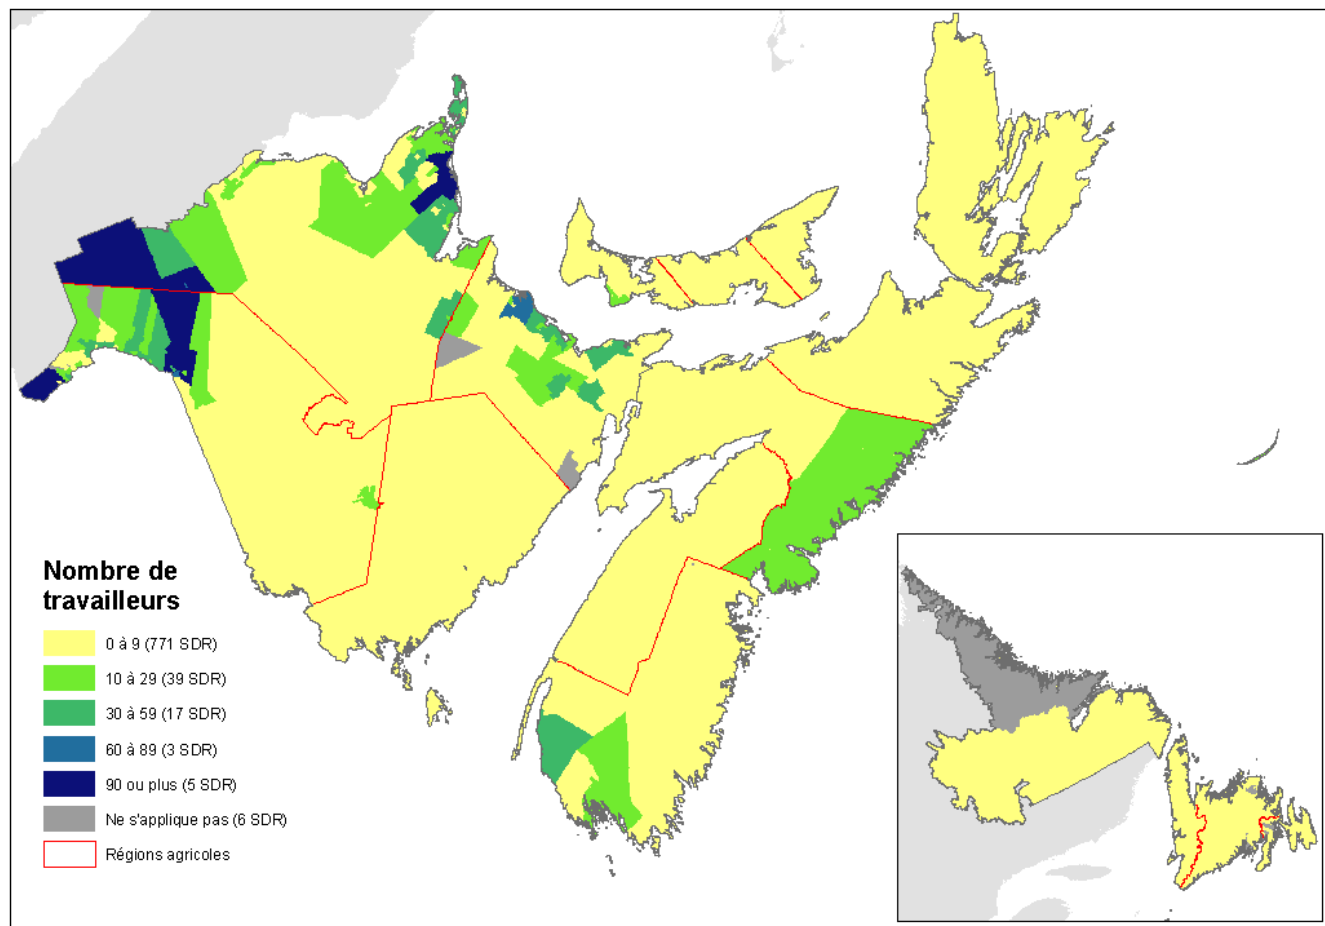 Nombre de
travailleurs
0 à 9 (771 SDR)
10 à 29 (39 SDR)
30 à 59 (17 SDR)
60 à 89 (3 SDR)
90 ou plus (5 SDR)
Ne s'applique pas (6 SDR)
Régions agricoles